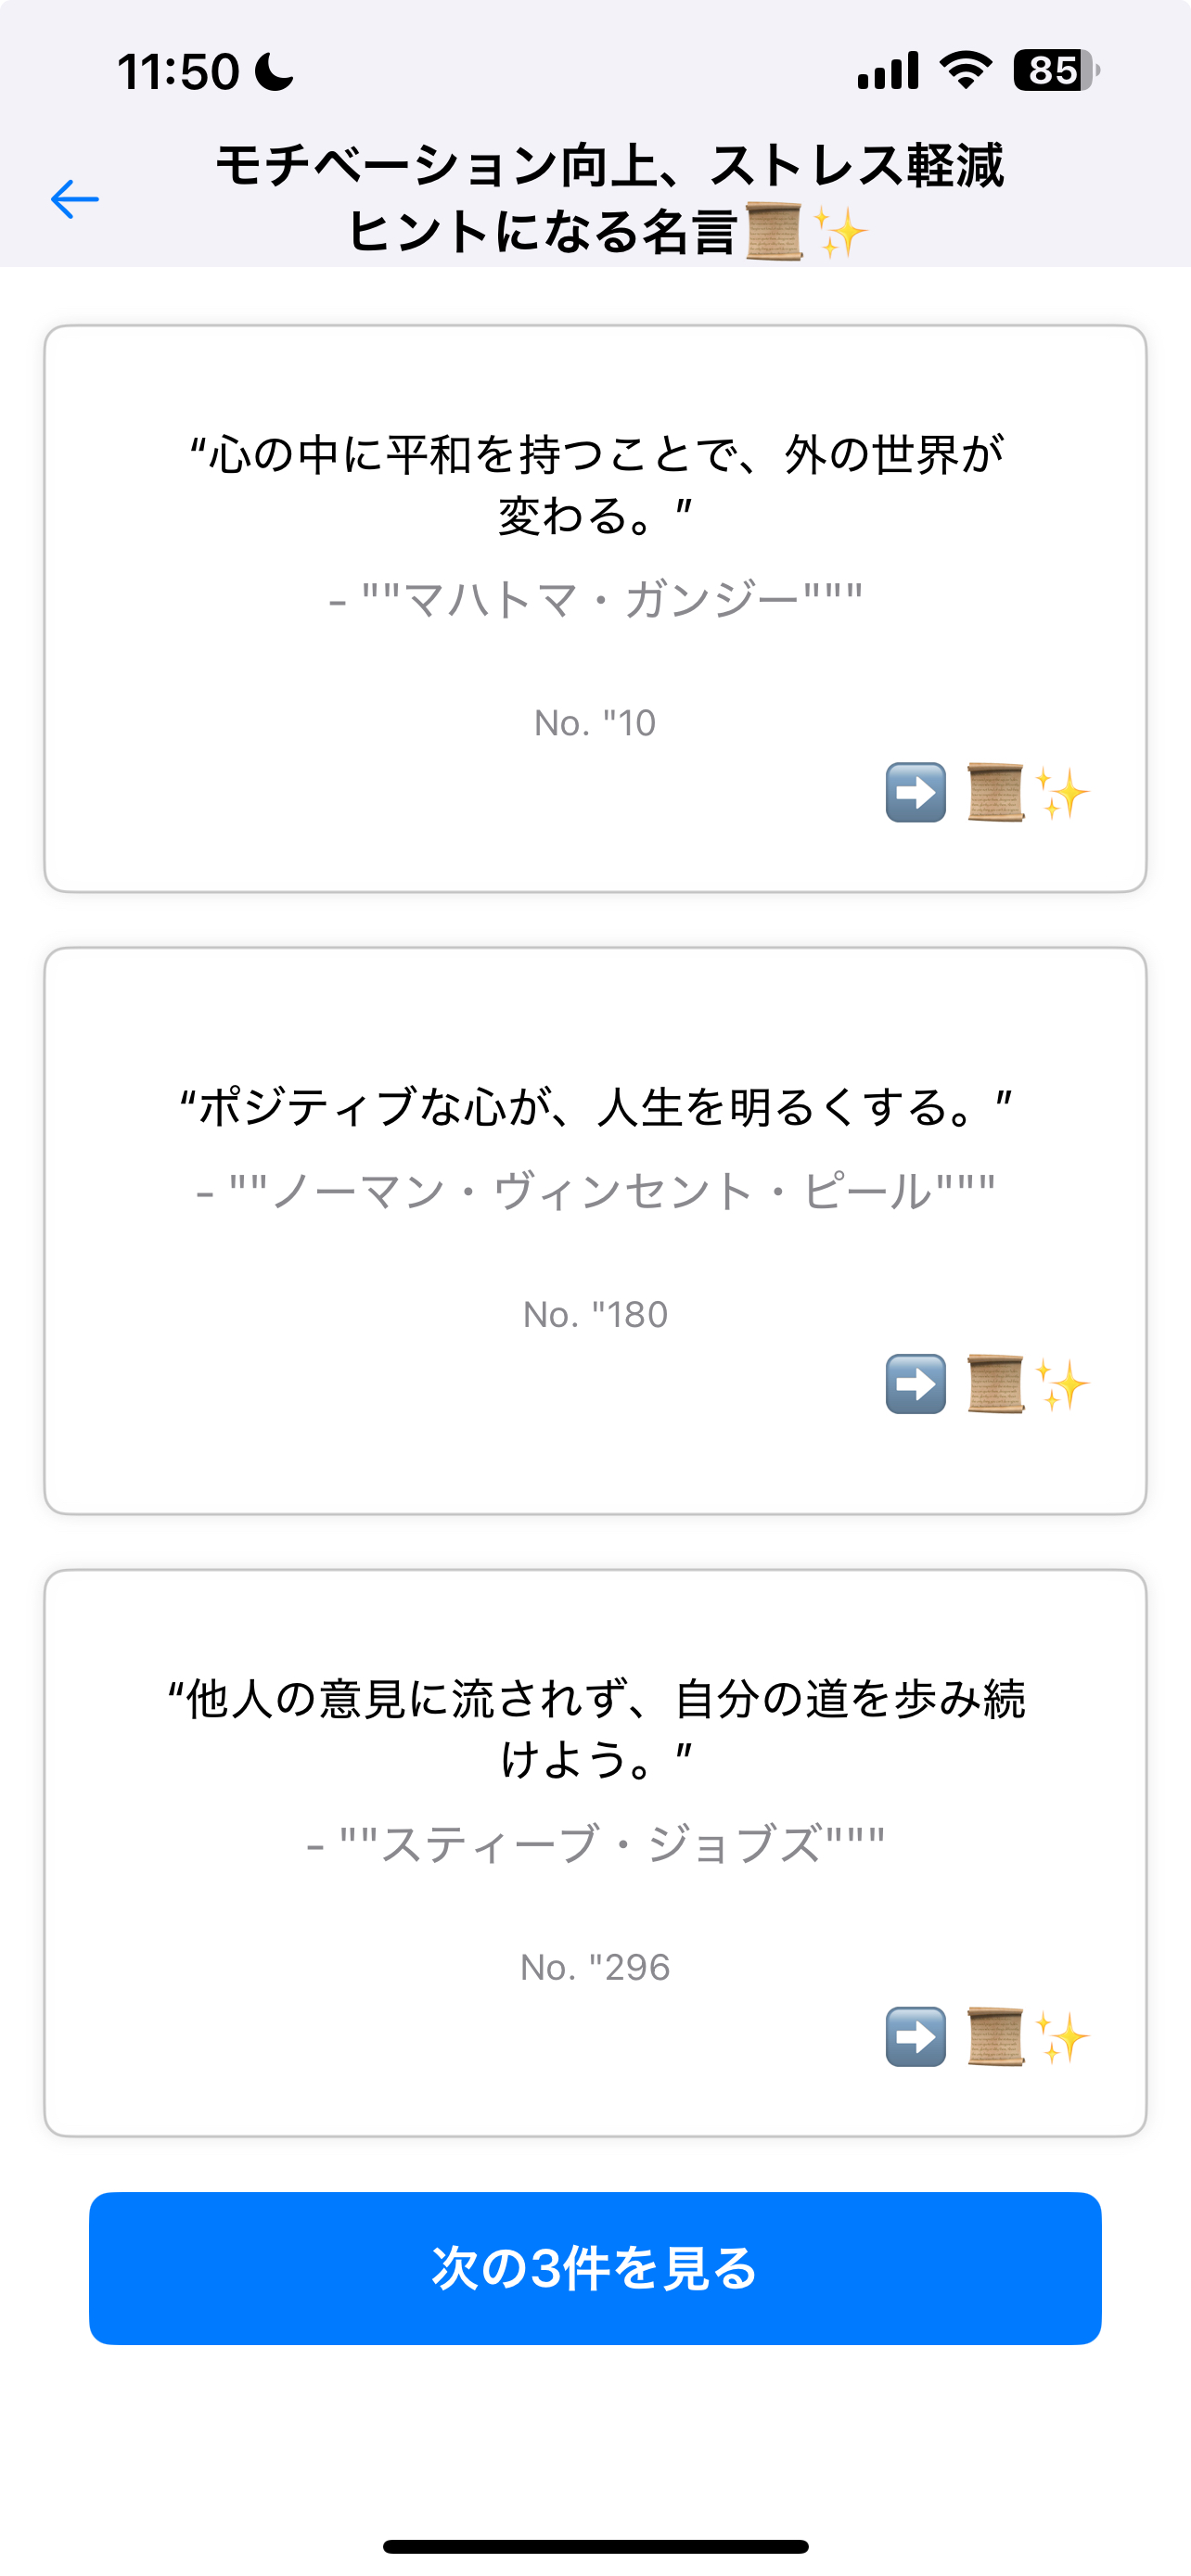 11:50
85
モチベーション向上、ストレス軽減
ヒントになる名言📜✨
“心の中に平和を持つことで、外の世界が
変わる。”
- ""マハトマ・ガンジー"""
No. "10
➡️ 📜✨
“ポジティブな心が、人生を明るくする。”
- ""ノーマン・ヴィンセント・ピール"""
No. "180
➡️ 📜✨
“他人の意見に流されず、自分の道を歩み続
けよう。”
- ""スティーブ・ジョブズ"""
No. "296
➡️ 📜✨
次の3件を見る